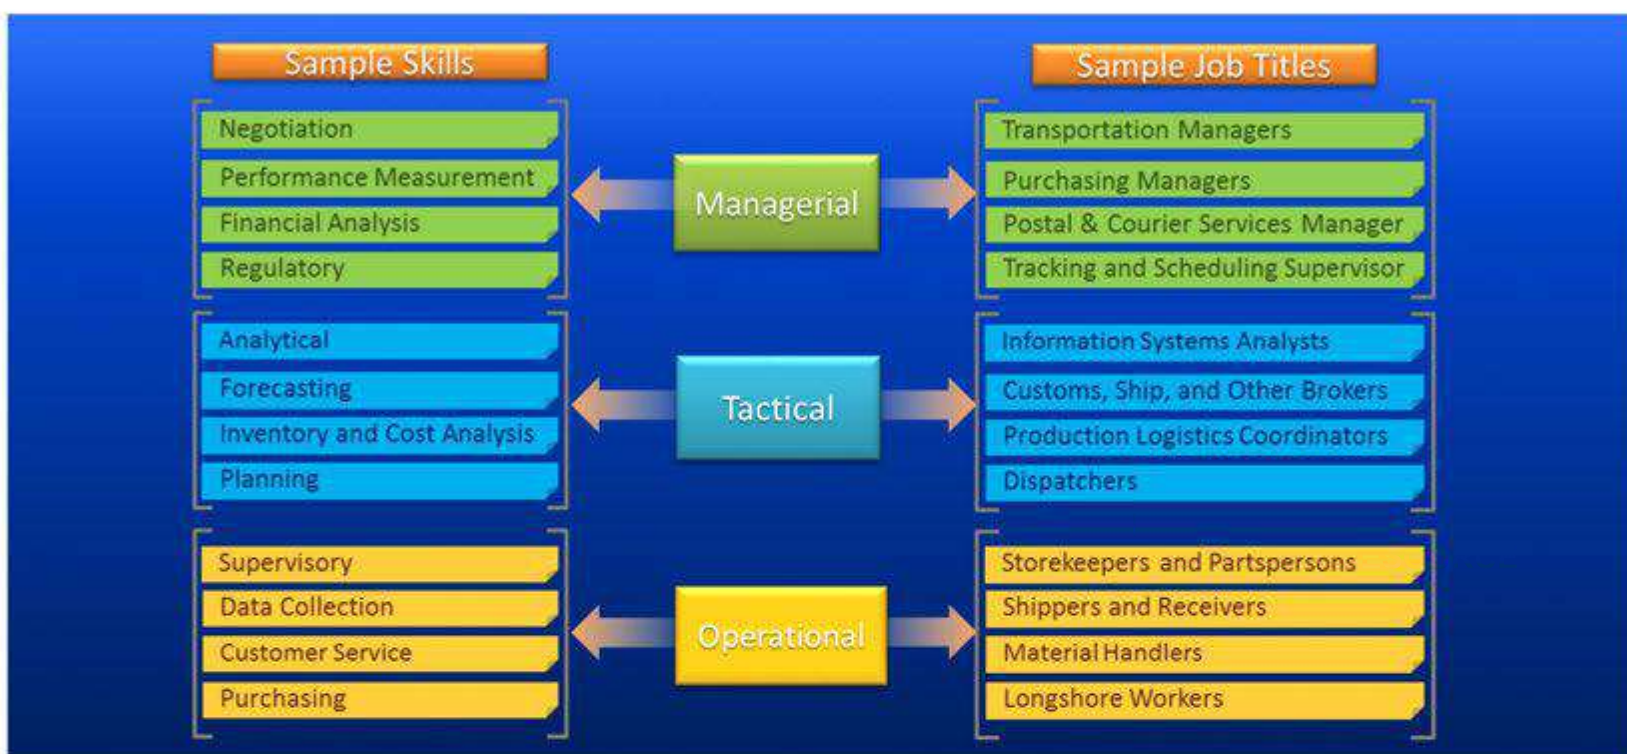 Sample Skills
Sample Job Titles
Negotiation
Performance Measurement
Financial Analysis
Regulatory
Managerial
Transportation Managers
Purchasing Managers
Postal & Courier Services Manager
Tracking and Scheduling Supervisor
Analytical
Forecasting
Inventory and Cost Analysis
Planning
Tactical
Information Systems Analysts
Customs, Ship, and Other Brokers
Production Logistics Coordinators
Dispatchers
Supervisory
Data Collection
Customer Service
Purchasing
Operational
Storekeepers and Partspersons
Shippers and Receivers
Material Handlers
Longshore Workers